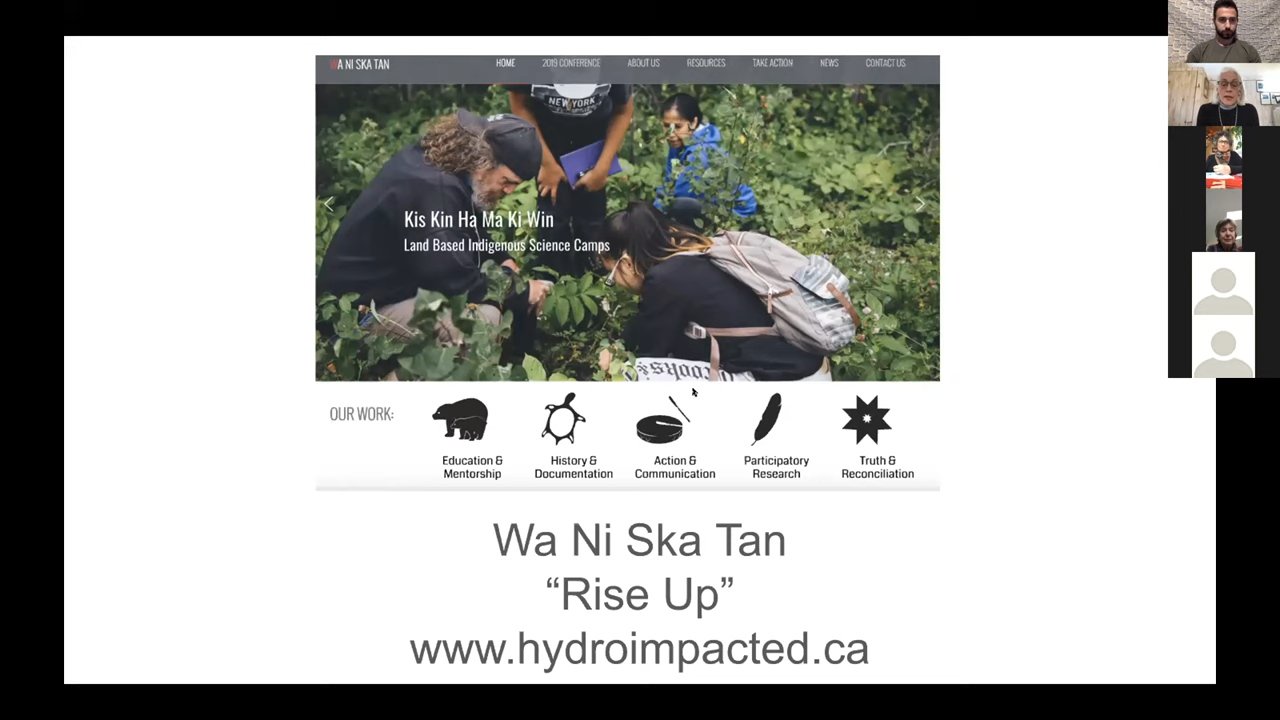 WA NI SKA TAN
HOME 2019 CONFERENCE ABOUT US RESOURCES TAKE ACTION NEWS CONTACT US
NEW YORK
Kis Kin Ha Ma Ki Win
Land Based Indigenous Science Camps
OUR WORK:
Education &
Mentorship
History &
Documentation
Action &
Communication
Participatory
Research
Truth &
Reconciliation
Wa Ni Ska Tan
“Rise Up”
www.hydroimpacted.ca